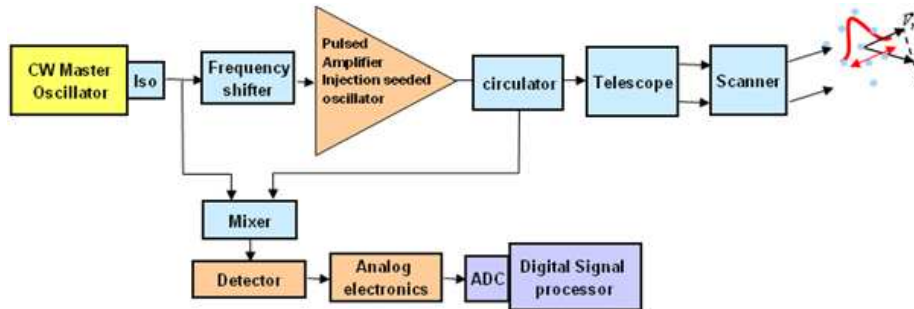 CW Master
Oscillator
Iso
Frequency
shifter
Pulsed
Amplifier
Injection seeded
oscillator
circulator
Telescope
Scanner
Mixer
Detector
Analog
electronics
ADC
Digital Signal
processor